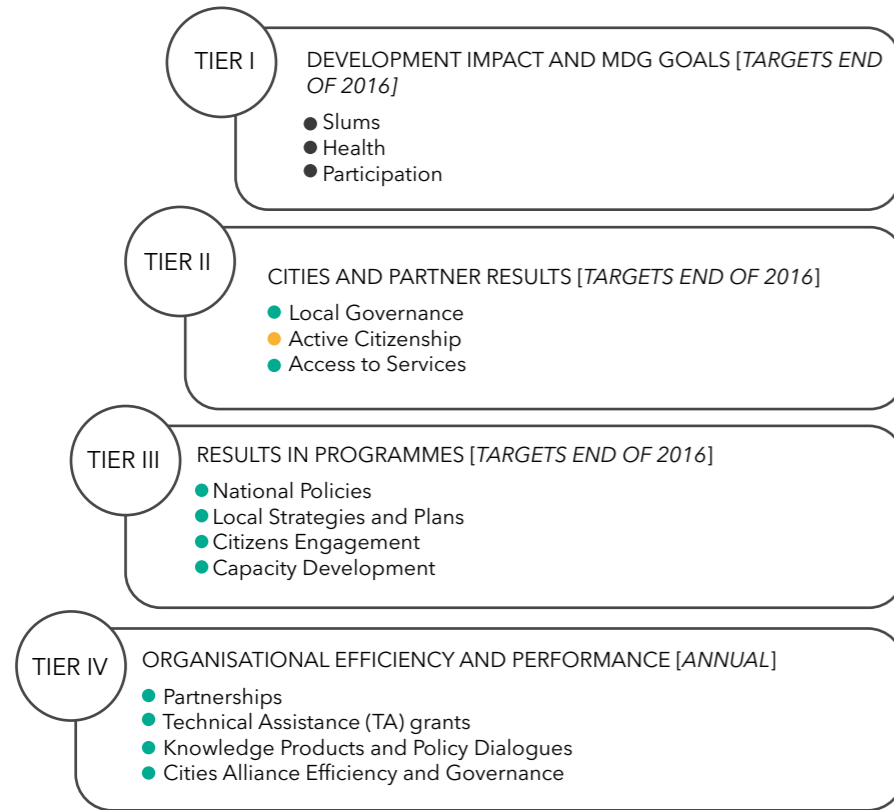 TIER I
DEVELOPMENT IMPACT AND MDG GOALS [TARGETS END
OF 2016]
Slums
Health
Participation
TIER II
CITIES AND PARTNER RESULTS [TARGETS END OF 2016]
Local Governance
Active Citizenship
Access to Services
TIER III
RESULTS IN PROGRAMMES [TARGETS END OF 2016]
National Policies
Local Strategies and Plans
Citizens Engagement
Capacity Development
TIER IV
ORGANISATIONAL EFFICIENCY AND PERFORMANCE [ANNUAL]
Partnerships
Technical Assistance (TA) grants
Knowledge Products and Policy Dialogues
Cities Alliance Efficiency and Governance